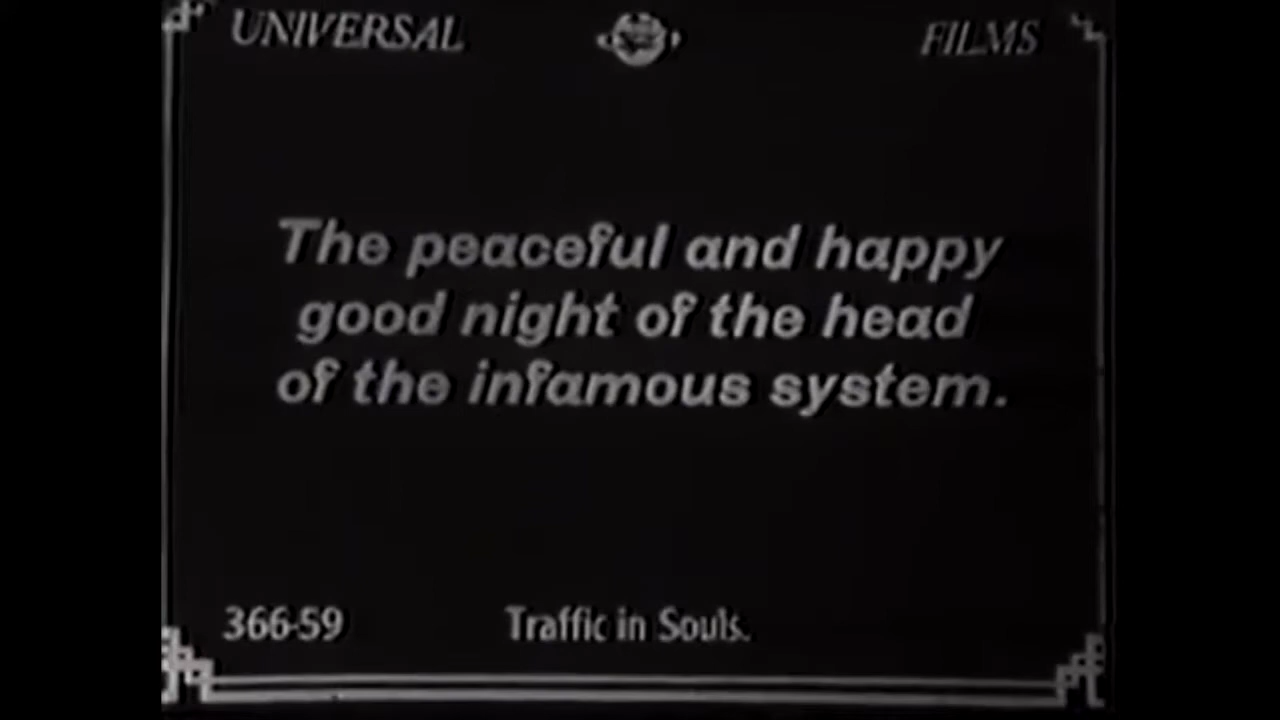 UNIVERSAL FILMS
The peaceful and happy
good night of the head
of the infamous system.
366-59 Traffic in Souls.